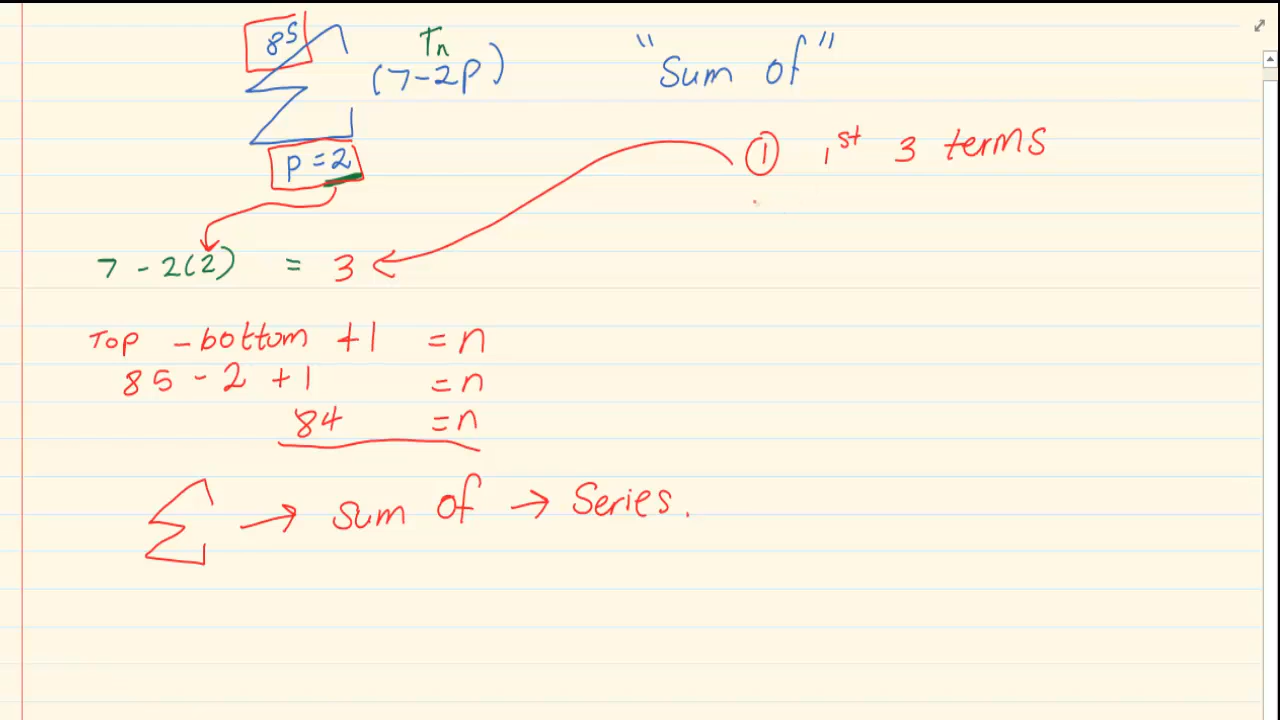 85
Σ Tn
(7-2p) "Sum of"
p = 2
① 1st 3 terms
7 - 2(2) = 3
Top - bottom + 1 = n
85 - 2 + 1 = n
84 = n
Σ → Sum of → Series.